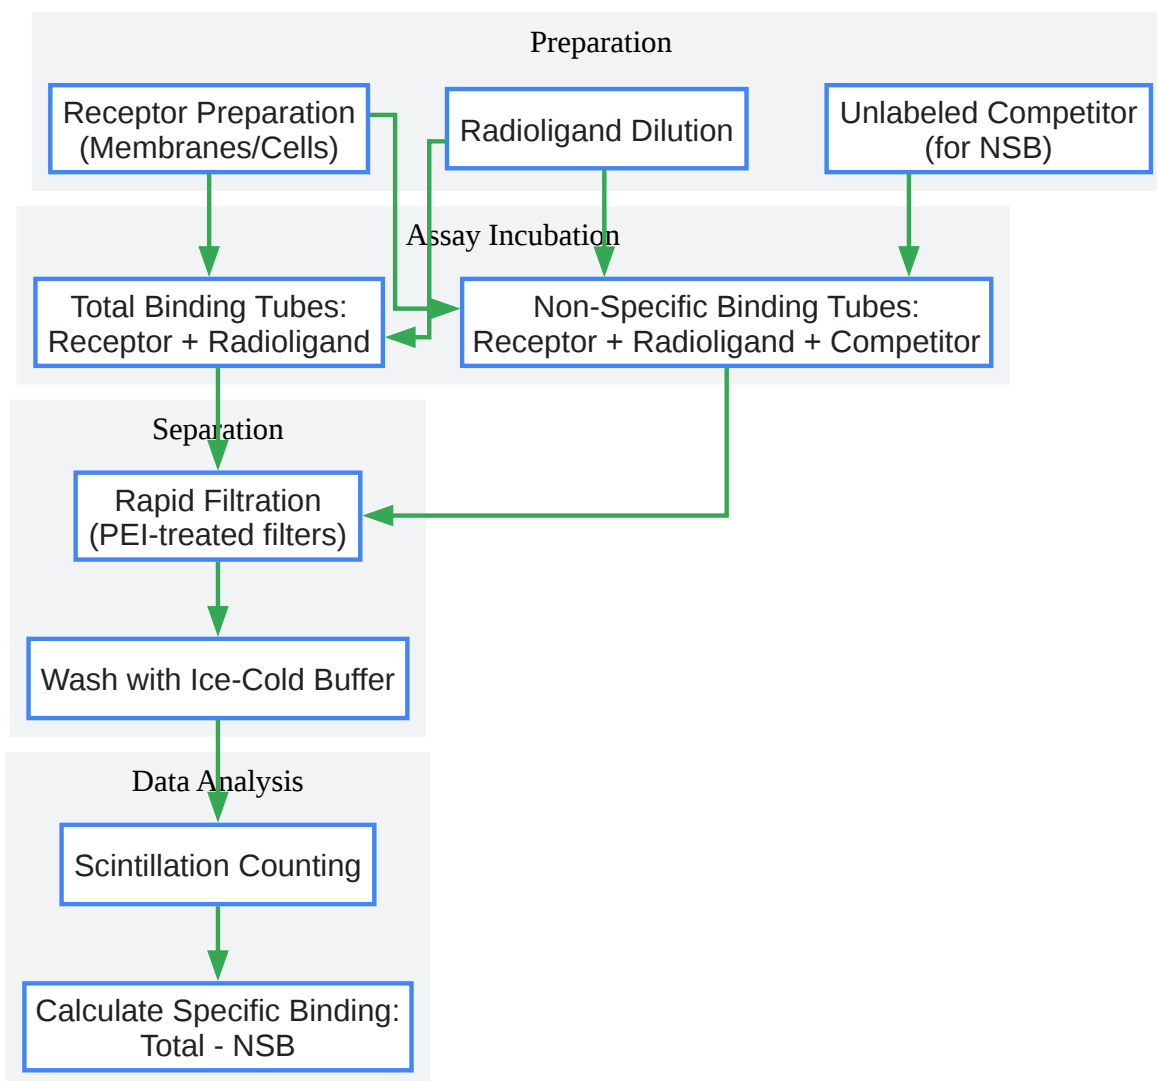 Preparation
Receptor Preparation
(Membranes/Cells)
Radioligand Dilution
Unlabeled Competitor
(for NSB)
Assay Incubation
Total Binding Tubes:
Receptor + Radioligand
Non-Specific Binding Tubes:
Receptor + Radioligand + Competitor
Separation
Rapid Filtration
(PEI-treated filters)
Wash with Ice-Cold Buffer
Data Analysis
Scintillation Counting
Calculate Specific Binding:
Total - NSB